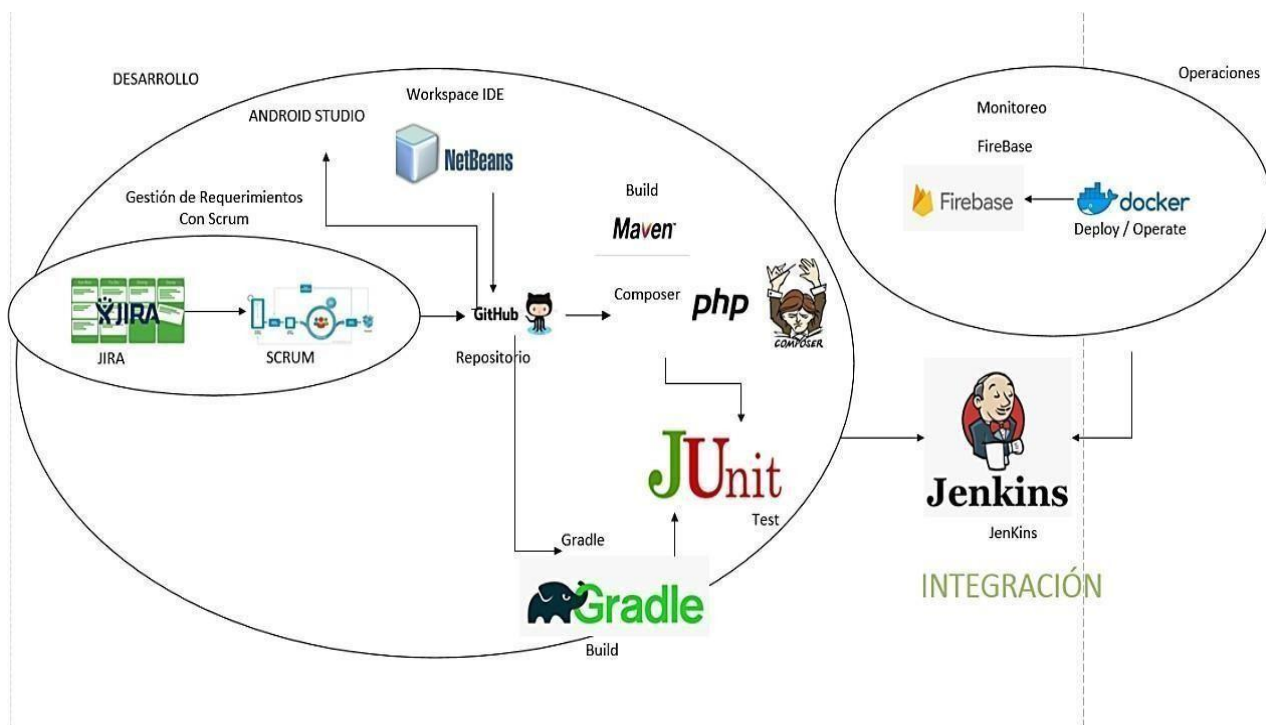 DESARROLLO
Operaciones
Workspace IDE
ANDROID STUDIO
NetBeans
Monitoreo
FireBase
Firebase
docker
Deploy / Operate
Gestión de Requerimientos
Con Scrum
Build
Maven
JIRA
JIRA
SCRUM
GitHub
Repositorio
Composer
php
COMPOSER
JUnit
Test
Jenkins
JenKins
INTEGRACIÓN
Gradle
Gradle
Build